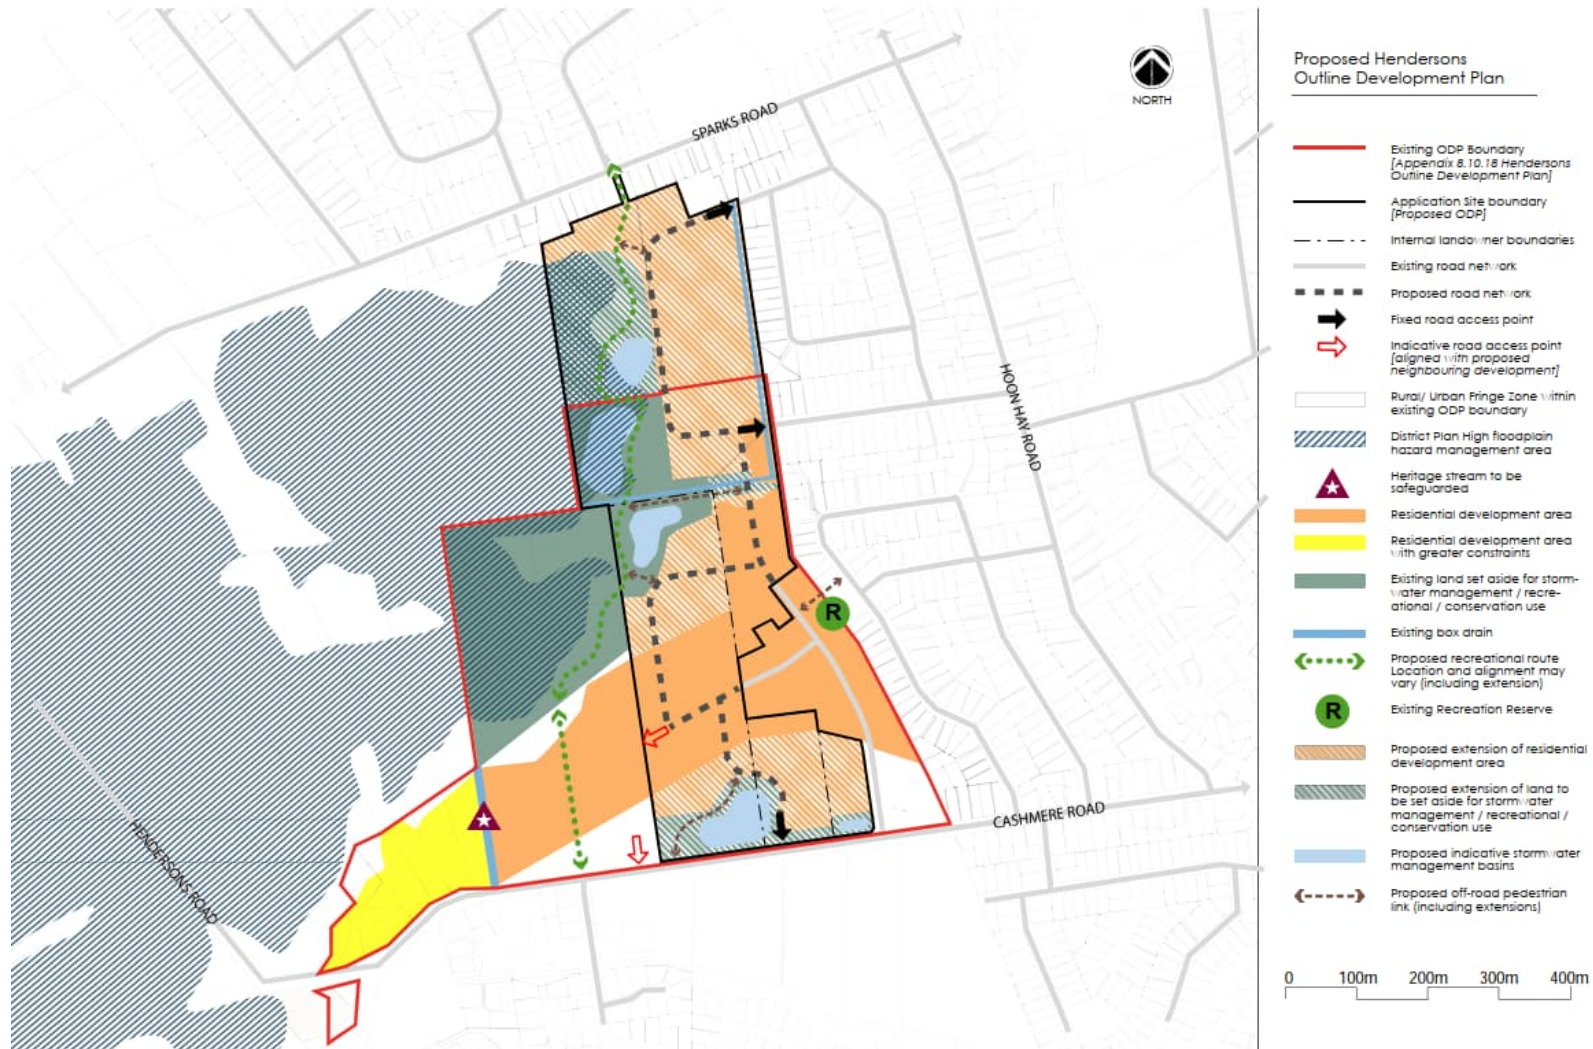 Proposed Hendersons
Outline Development Plan
NORTH
SPARKS ROAD
HOON HAY ROAD
CASHMERE ROAD
HENDERSONS ROAD
R
Existing ODP Boundary
[Appendix 8.10.18 Hendersons
Outline Development Plan]
Application Site boundary
[Proposed ODP]
Internal landowner boundaries
Existing road network
Proposed road network
Fixed road access point
Indicative road access point
[aligned with proposed
neighbouring development]
Rural/ Urban Fringe Zone within
existing ODP boundary
District Plan High floodplain
hazard management area
Heritage stream to be
safeguarded
Residential development area
Residential development area
with greater constraints
Existing land set aside for storm-
water management / recre-
ational / conservation use
Existing box drain
Proposed recreational route
Location and alignment may
vary (including extension)
R
Existing Recreation Reserve
Proposed extension of residential
development area
Proposed extension of land to
be set aside for stormwater
management / recreational /
conservation use
Proposed indicative stormwater
management basins
Proposed off-road pedestrian
link (including extensions)
0 100m 200m 300m 400m